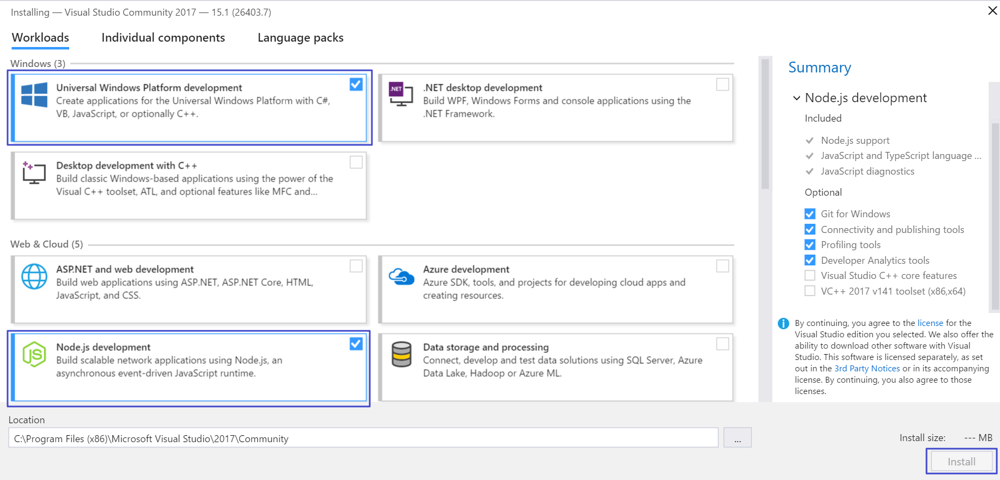 Installing — Visual Studio Community 2017 — 15.1 (26403.7)
Workloads
Individual components
Language packs
Windows (3)
Universal Windows Platform development
Create applications for the Universal Windows Platform with C#,
VB, JavaScript, or optionally C++.
.NET
.NET desktop development
Build WPF, Windows Forms and console applications using the
.NET Framework.
Desktop development with C++
Build classic Windows-based applications using the power of the
Visual C++ toolset, ATL, and optional features like MFC and...
Web & Cloud (5)
ASP.NET and web development
Build web applications using ASP.NET, ASP.NET Core, HTML,
JavaScript, and CSS.
Azure development
Azure SDK, tools, and projects for developing cloud apps and
creating resources.
JS
Node.js development
Build scalable network applications using Node.js, an
asynchronous event-driven JavaScript runtime.
Data storage and processing
Connect, develop and test data solutions using SQL Server, Azure
Data Lake, Hadoop or Azure ML.
Summary
Node.js development
Included
Node.js support
JavaScript and TypeScript language ...
JavaScript diagnostics
Optional
Git for Windows
Connectivity and publishing tools
Profiling tools
Developer Analytics tools
Visual Studio C++ core features
VC++ 2017 v141 toolset (x86,x64)
By continuing, you agree to the license for the
Visual Studio edition you selected. We also offer the
ability to download other software with Visual
Studio. This software is licensed separately, as set
out in the 3rd Party Notices or in its accompanying
license. By continuing, you also agree to those
licenses.
Location
C:\Program Files (x86)\Microsoft Visual Studio\2017\Community
...
Install size: --- MB
Install